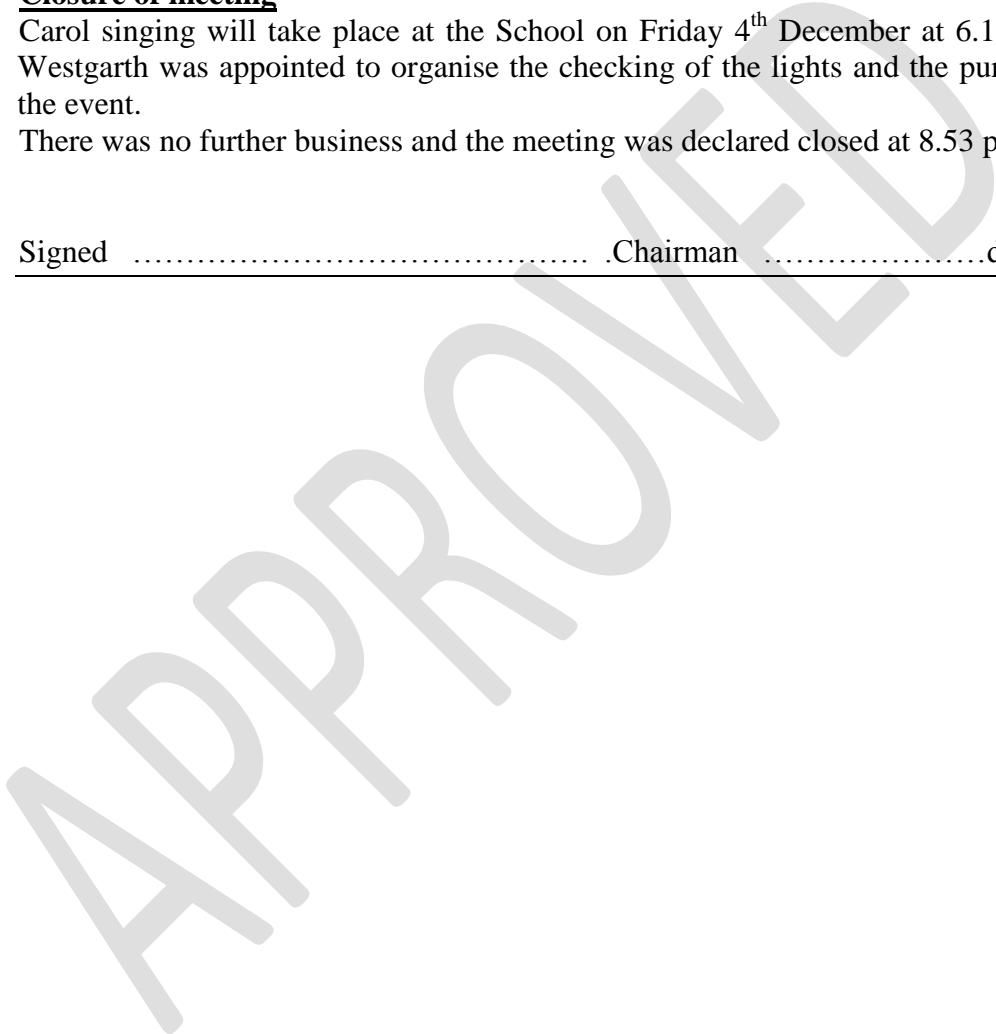 Closure of meeting
Carol singing will take place at the School on Friday 4th December at 6.1
Westgarth was appointed to organise the checking of the lights and the
the event.
There was no further business and the meeting was declared closed at 8.53 p
Signed ………………………………… .Chairman …………………d
APPROVED